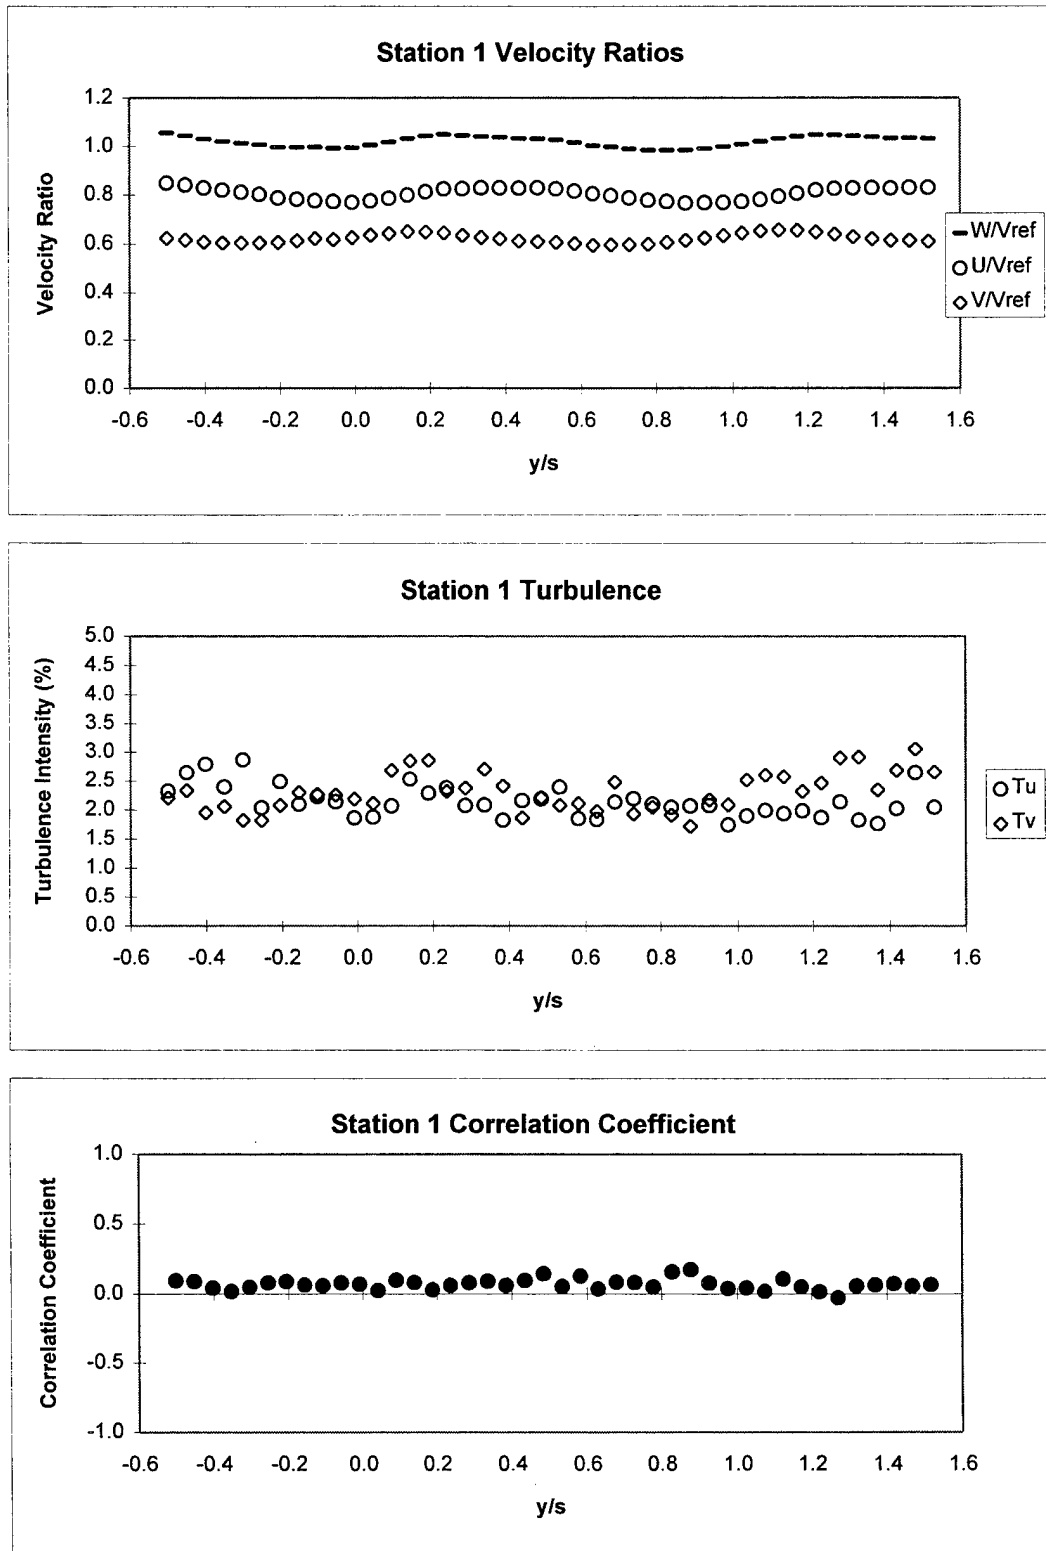 Station 1 Velocity Ratios
1.2
1.0
0.8
0.6
0.4
0.2
0.0
Velocity Ratio
-0.6 -0.4 -0.2 0.0 0.2 0.4 0.6 0.8 1.0 1.2 1.4 1.6
y/s
W/Vref
U/Vref
V/Vref
Station 1 Turbulence
5.0
4.5
4.0
3.5
3.0
2.5
2.0
1.5
1.0
0.5
0.0
Turbulence Intensity (%)
-0.6 -0.4 -0.2 0.0 0.2 0.4 0.6 0.8 1.0 1.2 1.4 1.6
y/s
Tu
Tv
Station 1 Correlation Coefficient
1.0
0.5
0.0
-0.5
-1.0
Correlation Coefficient
-0.6 -0.4 -0.2 0.0 0.2 0.4 0.6 0.8 1.0 1.2 1.4 1.6
y/s